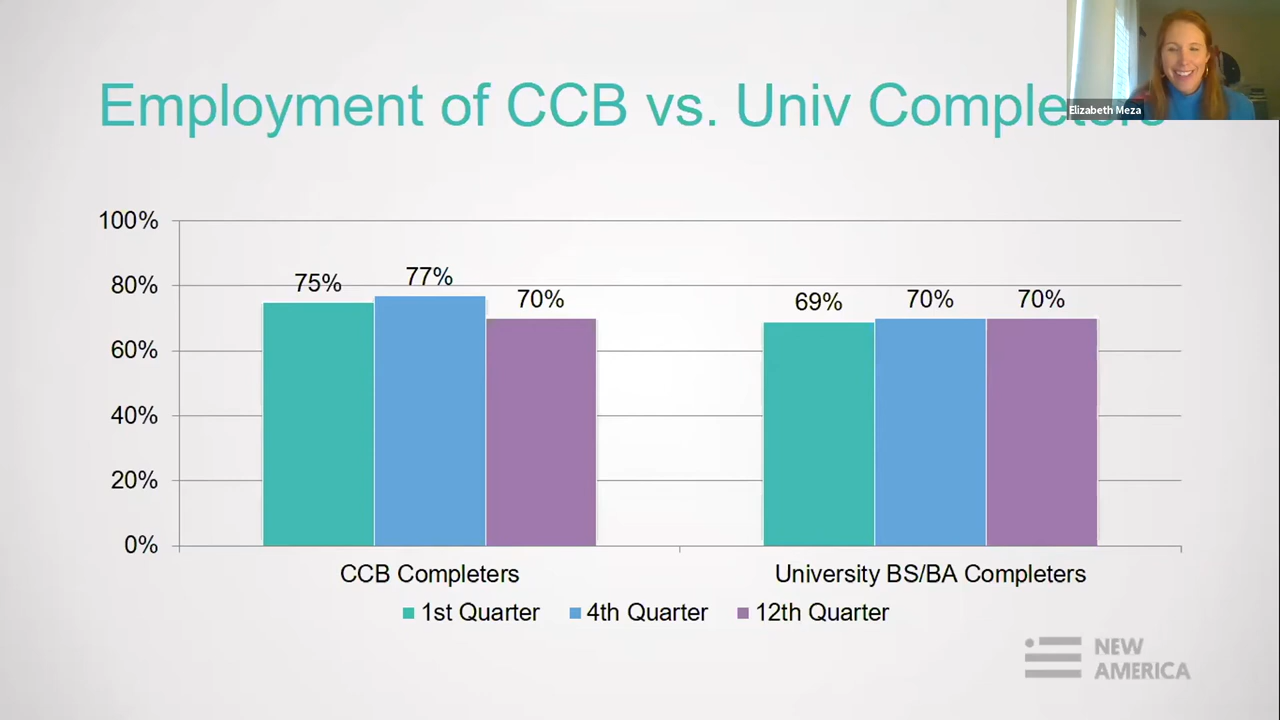 Employment of CCB vs. Univ Completers
Elizabeth Meza
100%
80%
60%
40%
20%
0%
75%
77%
70%
69%
70%
70%
CCB Completers
University BS/BA Completers
1st Quarter
4th Quarter
12th Quarter
NEW
AMERICA